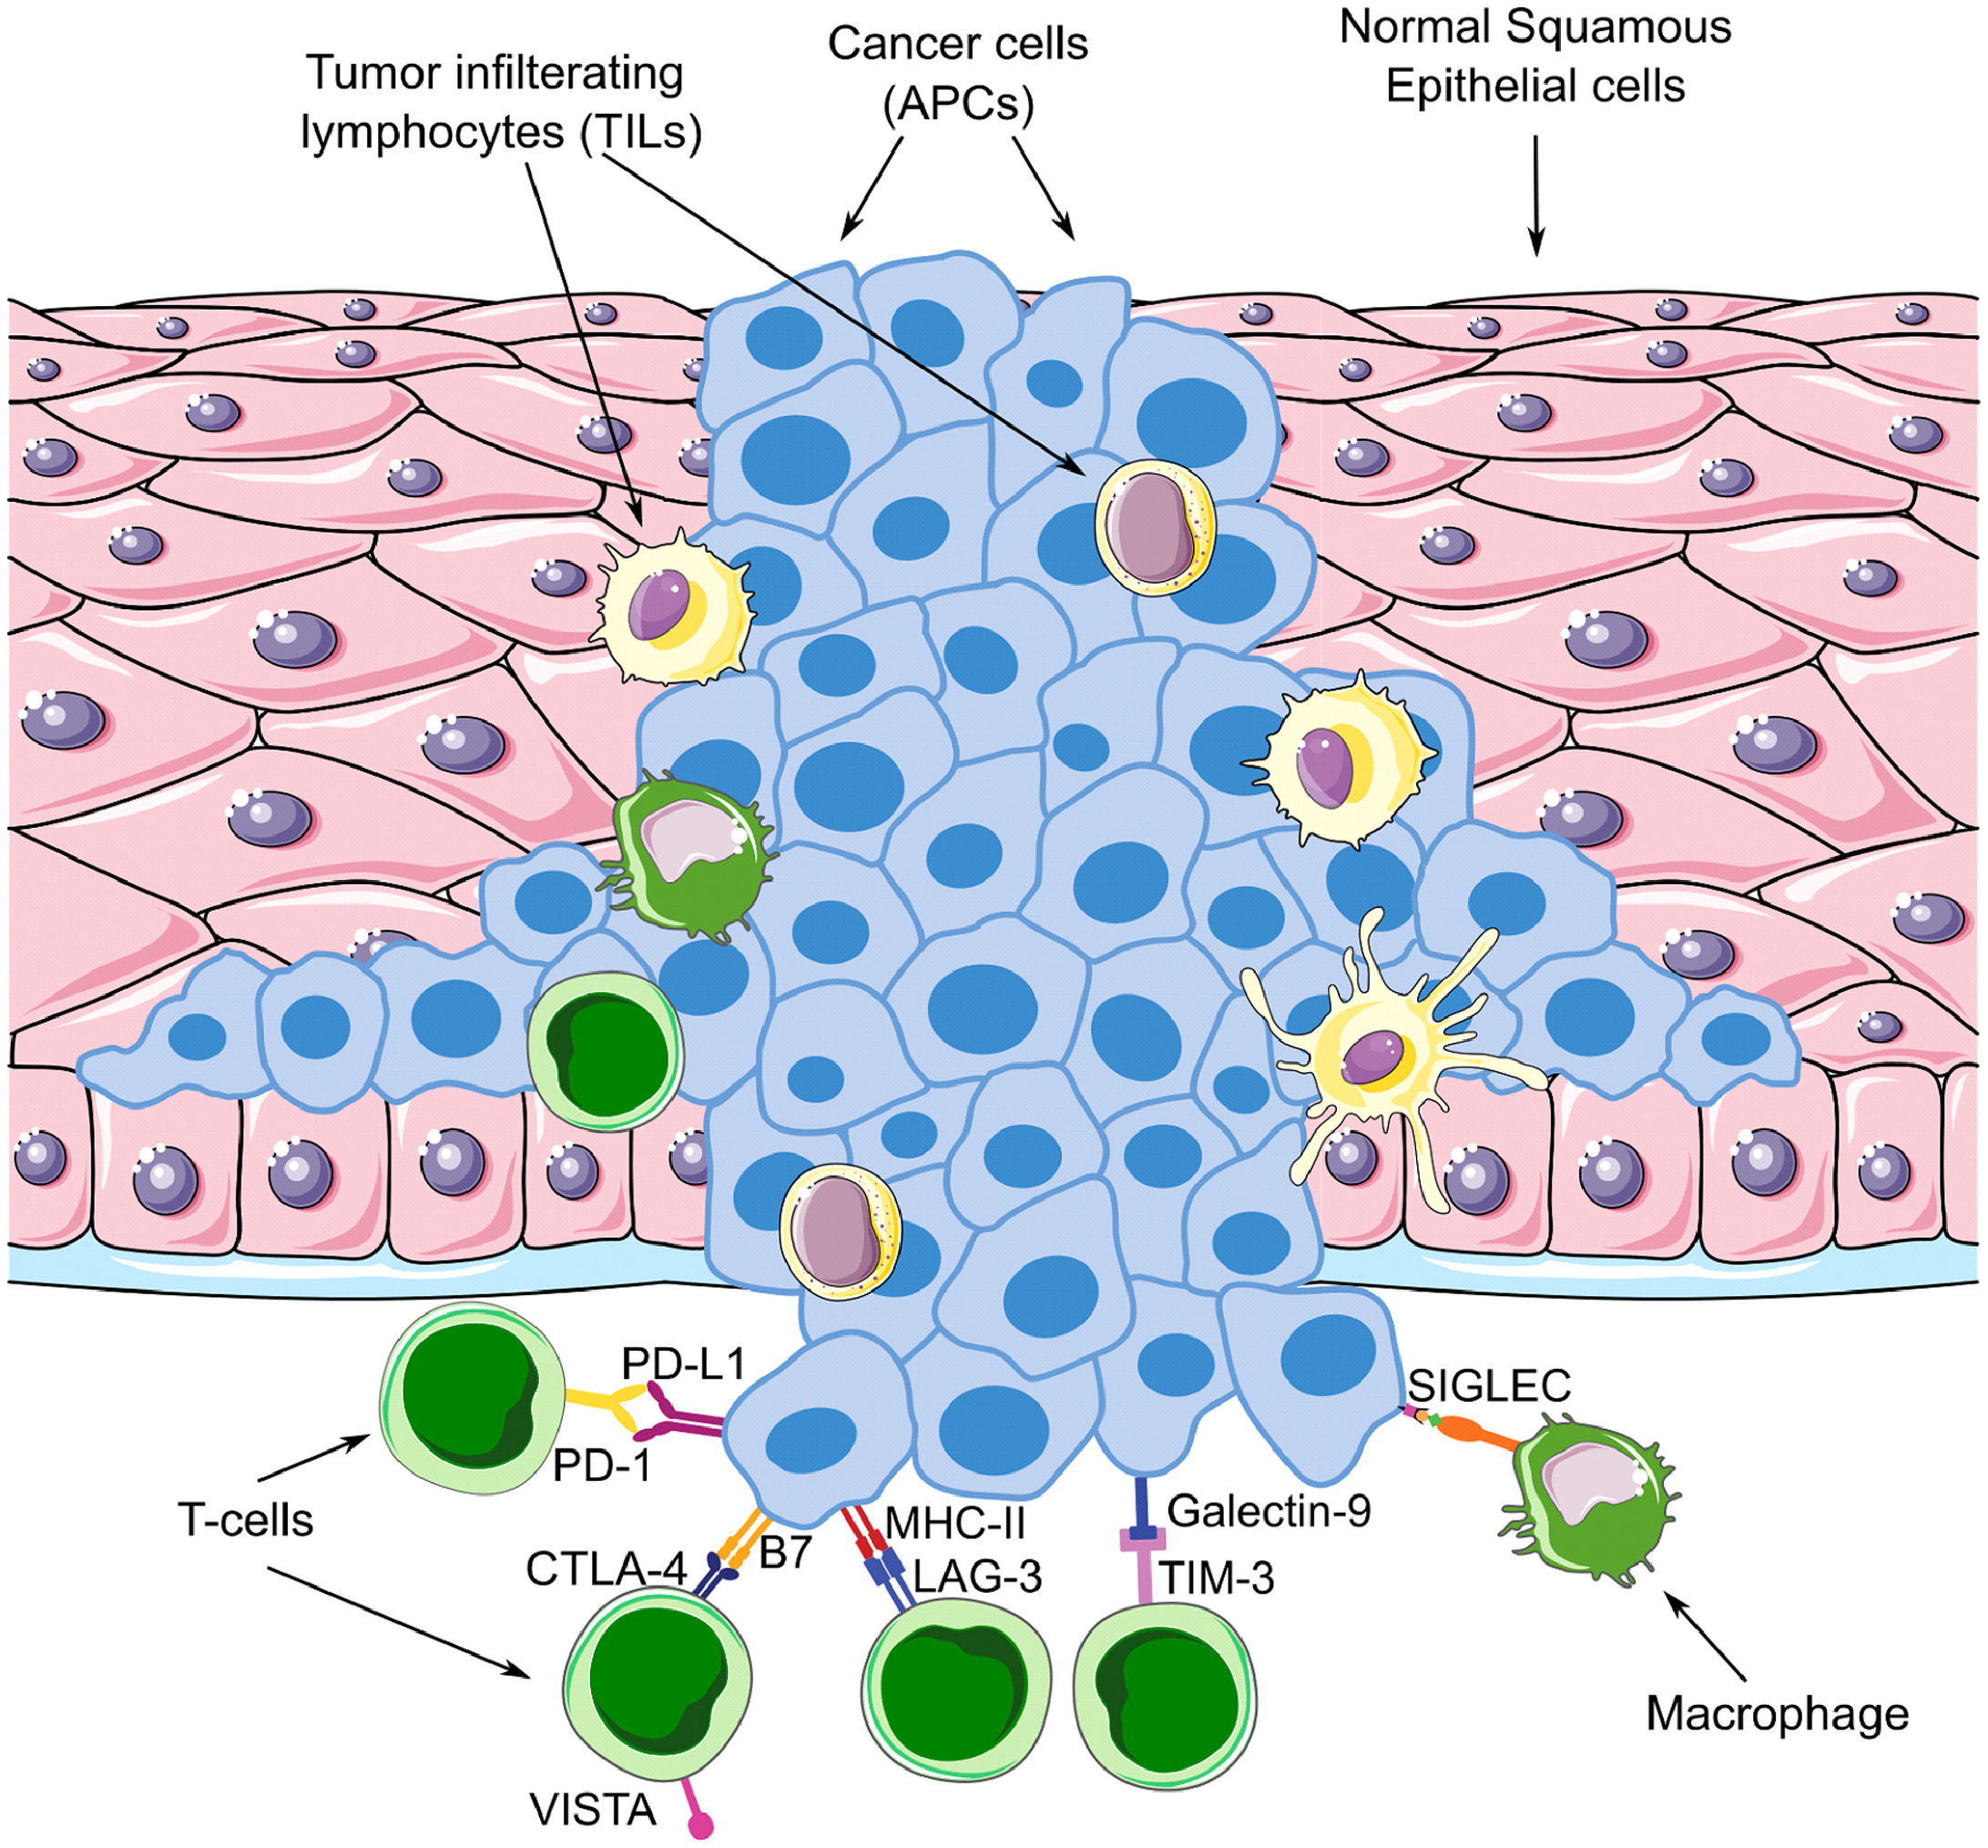 Tumor infilterating
lymphocytes (TILs)
Cancer cells
(APCs)
Normal Squamous
Epithelial cells
PD-L1
PD-1
SIGLEC
T-cells
MHC-II
Galectin-9
B7
CTLA-4
LAG-3
TIM-3
Macrophage
VISTA